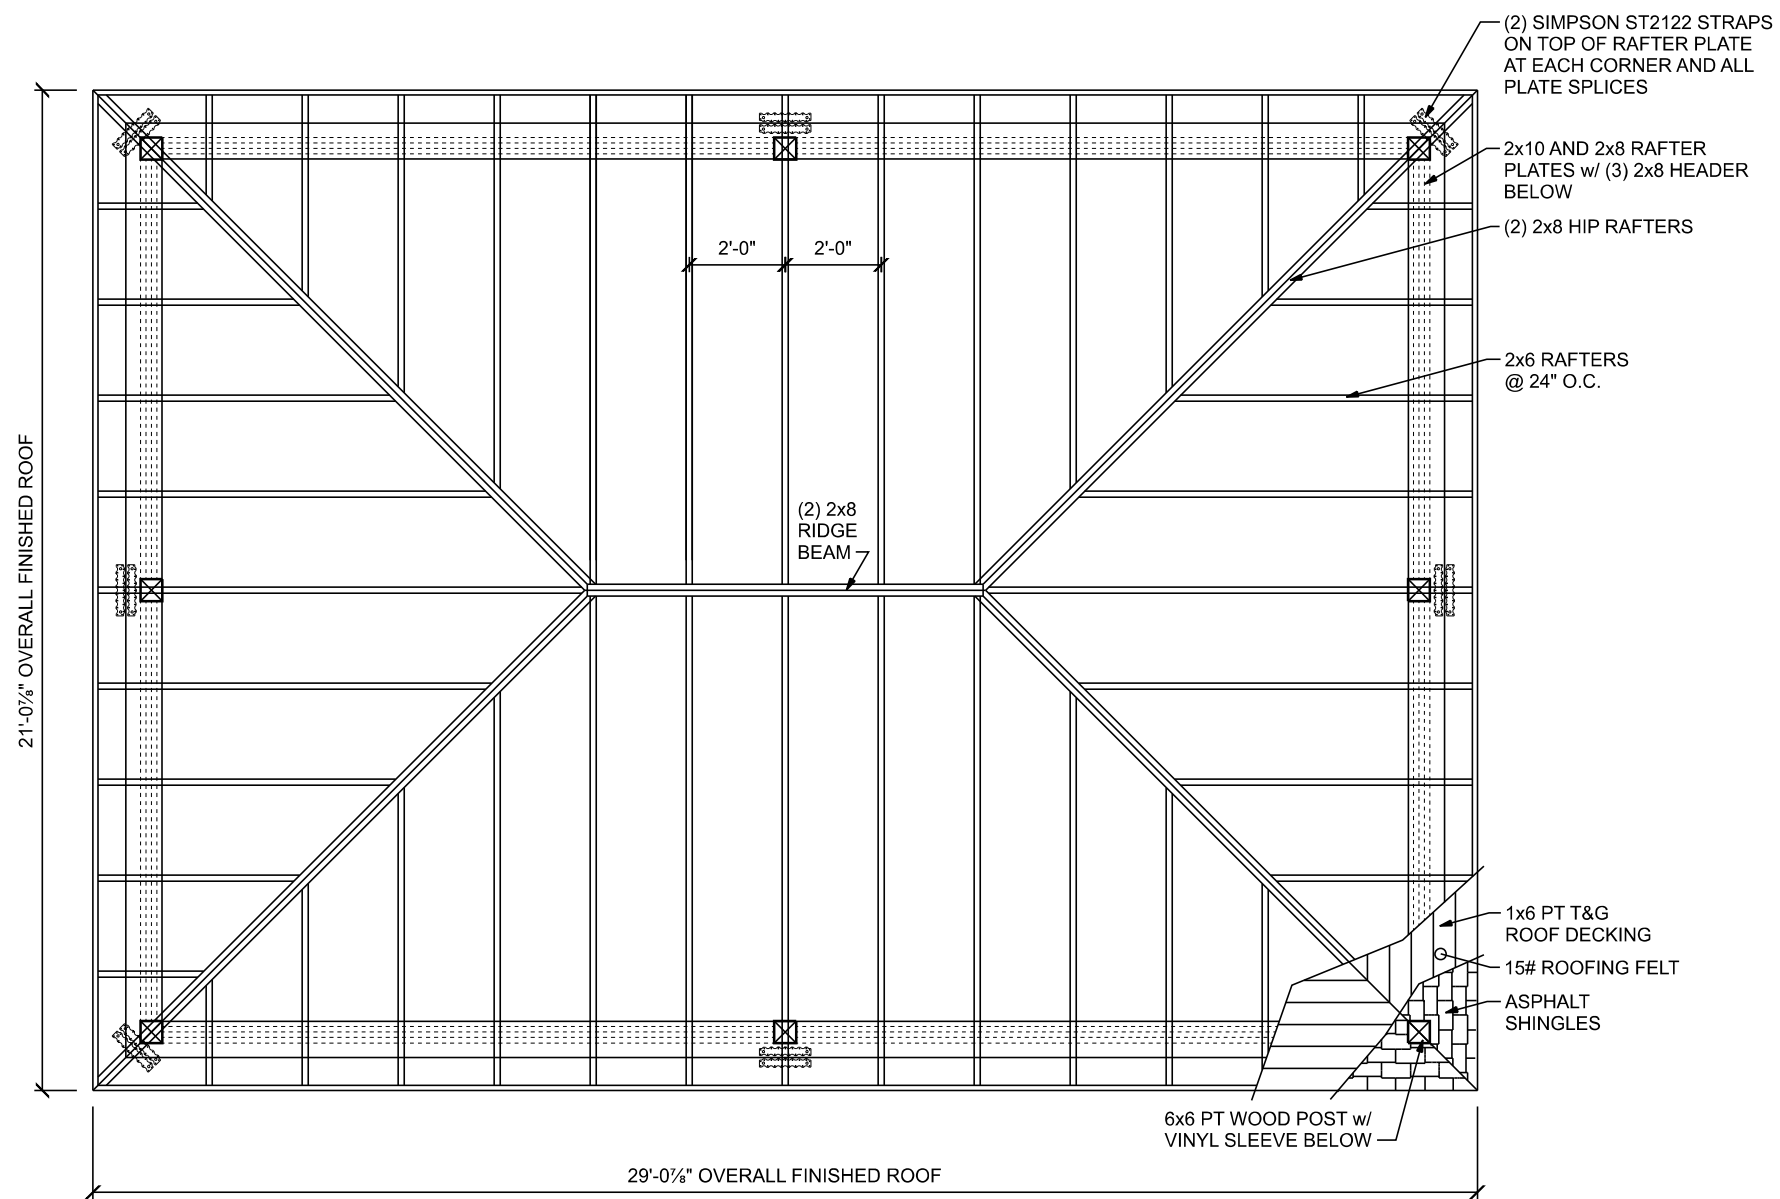 (2) SIMPSON ST2122 STRAPS
ON TOP OF RAFTER PLATE
AT EACH CORNER AND ALL
PLATE SPLICES
2x10 AND 2x8 RAFTER
PLATES w/ (3) 2x8 HEADER
BELOW
(2) 2x8 HIP RAFTERS
2'-0"
2'-0"
2x6 RAFTERS
@ 24" O.C.
21'-0⅞" OVERALL FINISHED ROOF
(2) 2x8
RIDGE
BEAM
1x6 PT T&G
ROOF DECKING
15# ROOFING FELT
ASPHALT
SHINGLES
6x6 PT WOOD POST w/
VINYL SLEEVE BELOW
29'-0⅞" OVERALL FINISHED ROOF